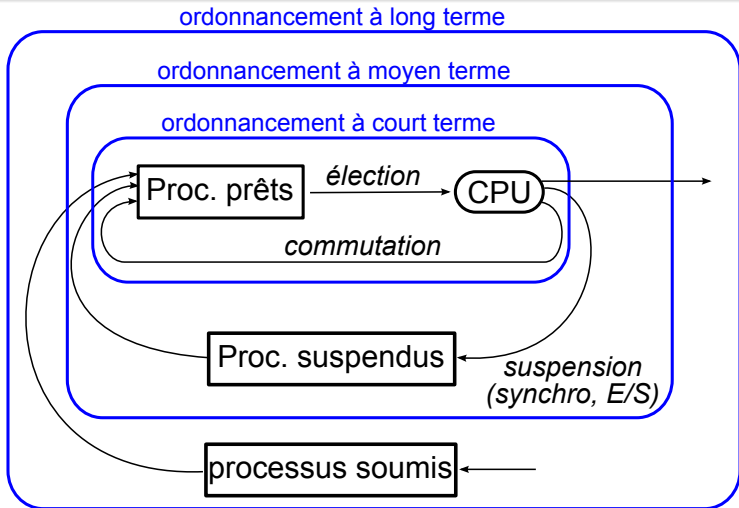 ordonnancement à long terme
ordonnancement à moyen terme
ordonnancement à court terme
Proc. prêts
élection
CPU
commutation
Proc. suspendus
suspension
(synchro, E/S)
processus soumis